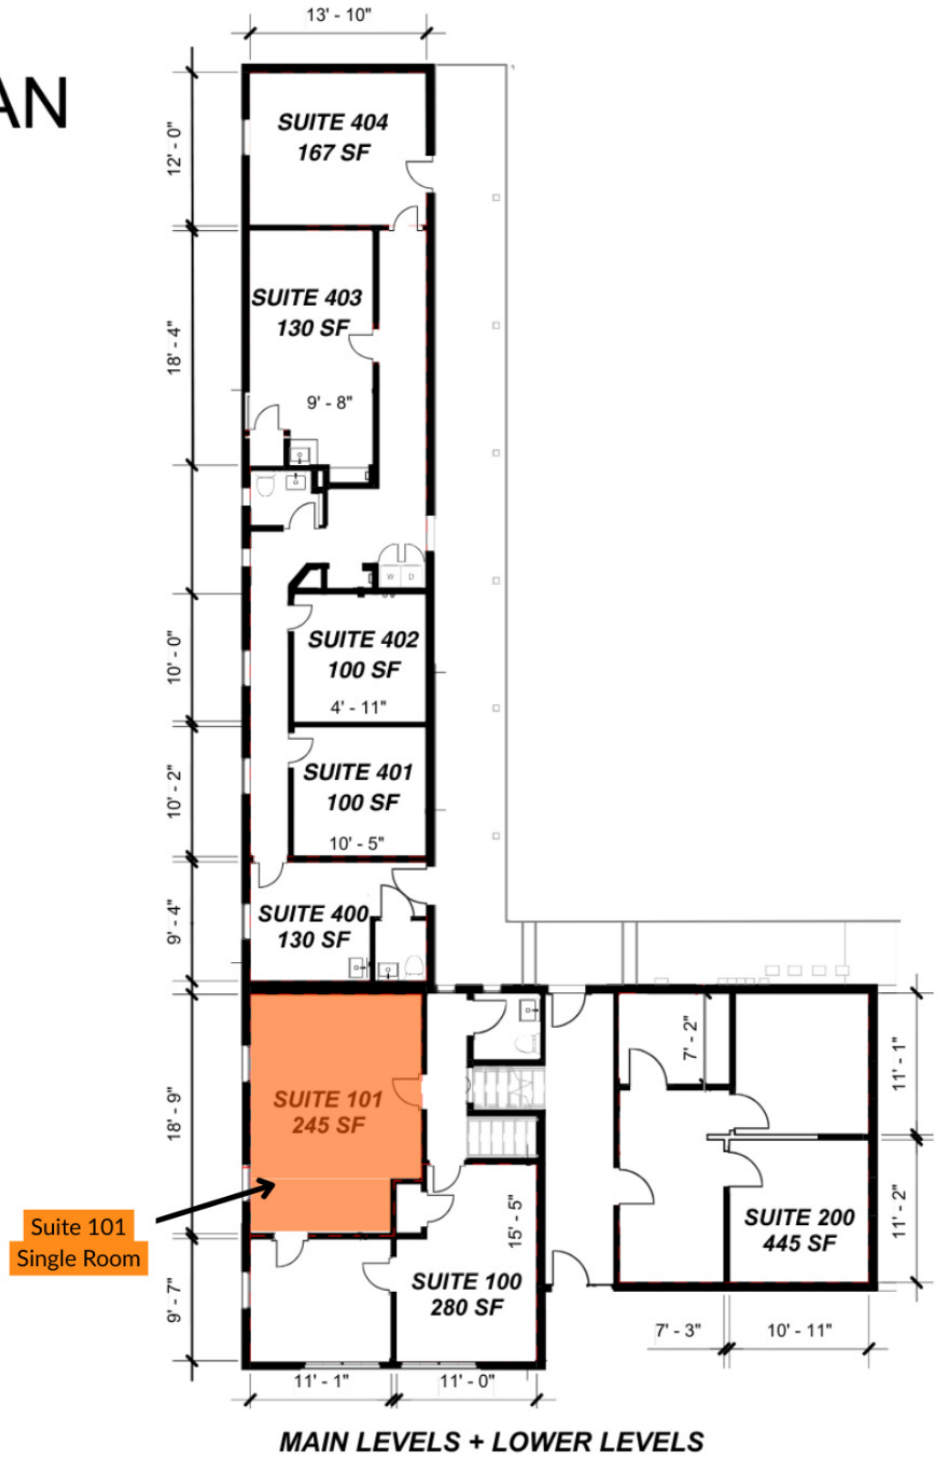 13' - 10"
AN
12' - 0"
SUITE 404
167 SF
18' - 4"
SUITE 403
130 SF
9' - 8"
W D
10' - 0"
SUITE 402
100 SF
4' - 11"
10' - 2"
SUITE 401
100 SF
10' - 5"
9' - 4"
SUITE 400
130 SF
18' - 9"
SUITE 101
245 SF
7' - 2"
11' - 1"
Suite 101
Single Room
15' - 5"
SUITE 200
445 SF
11' - 2"
9' - 7"
SUITE 100
280 SF
7' - 3"
10' - 11"
11' - 1"
11' - 0"
MAIN LEVELS + LOWER LEVELS